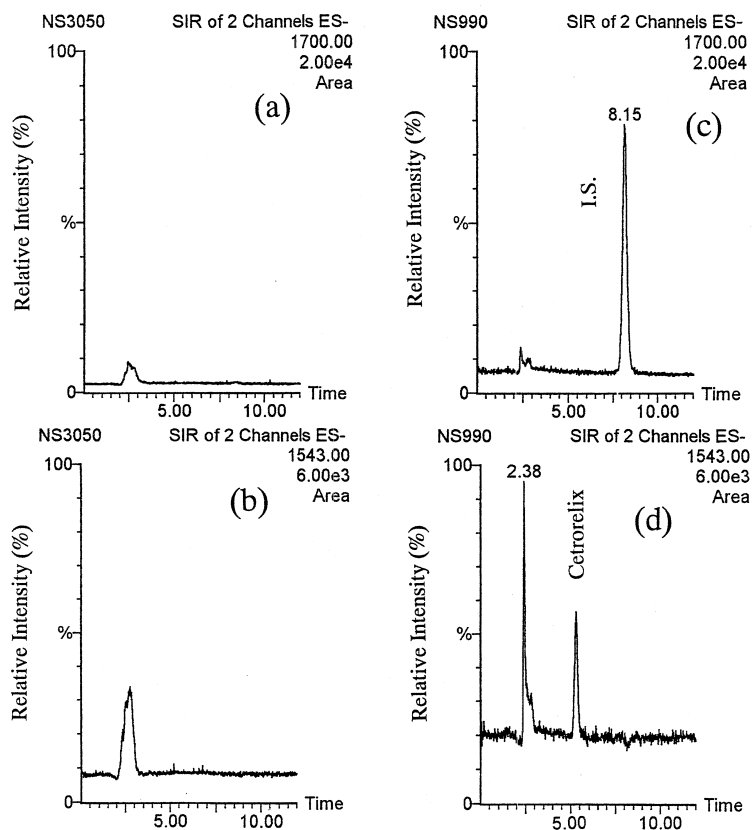 NS3050 SIR of 2 Channels ES-
1700.00
2.00e4
Area
100
(a)
Relative Intensity (%)
%
0
5.00 10.00
Time
NS990 SIR of 2 Channels ES-
1700.00
2.00e4
Area
100
8.15
(c)
I.S.
Relative Intensity (%)
%
0
5.00 10.00
Time
NS3050 SIR of 2 Channels ES-
1543.00
6.00e3
Area
100
(b)
Relative Intensity (%)
%
0
5.00 10.00
Time
NS990 SIR of 2 Channels ES-
1543.00
6.00e3
Area
100
2.38
Cetrorelix
(d)
Relative Intensity (%)
%
0
5.00 10.00
Time